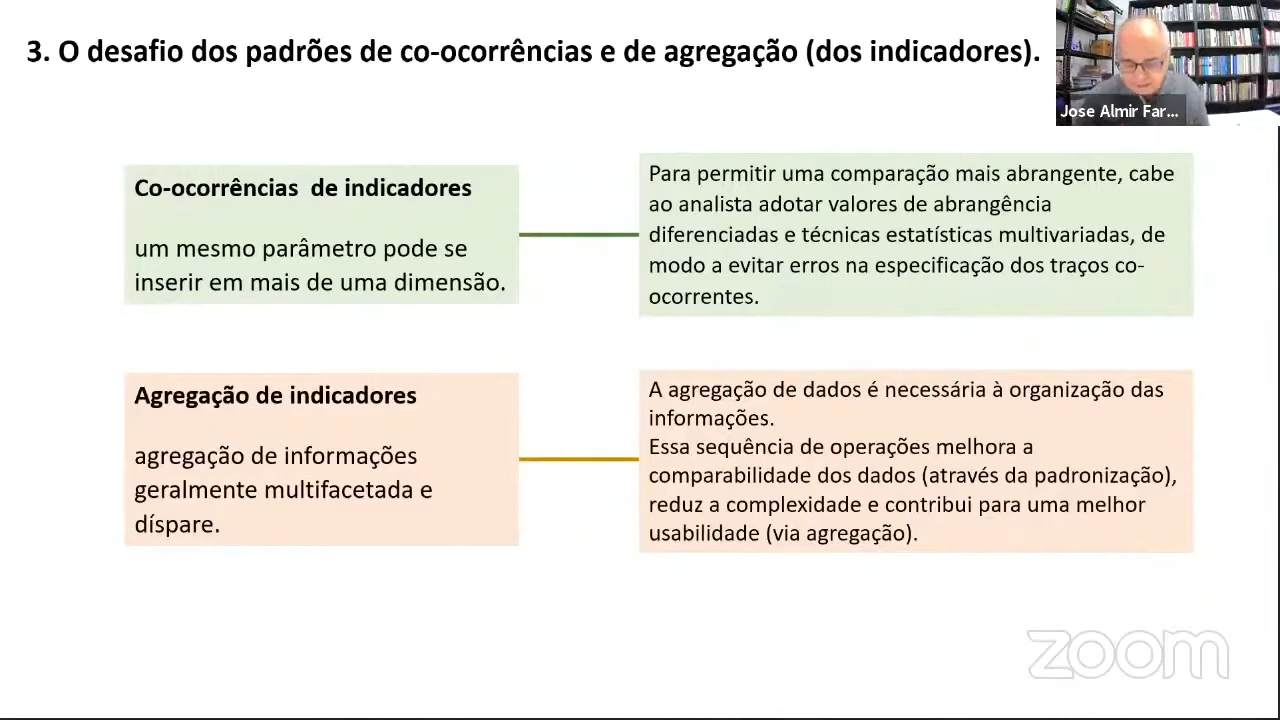 3. O desafio dos padrões de co-ocorrências e de agregação (dos indicadores).
Jose Almir Far...
Co-ocorrências de indicadores
um mesmo parâmetro pode se
inserir em mais de uma dimensão.
Para permitir uma comparação mais abrangente, cabe
ao analista adotar valores de abrangência
diferenciadas e técnicas estatísticas multivariadas, de
modo a evitar erros na especificação dos traços co-
ocorrentes.
Agregação de indicadores
agregação de informações
geralmente multifacetada e
díspare.
A agregação de dados é necessária à organização das
informações.
Essa sequência de operações melhora a
comparabilidade dos dados (através da padronização),
reduz a complexidade e contribui para uma melhor
usabilidade (via agregação).
zoom